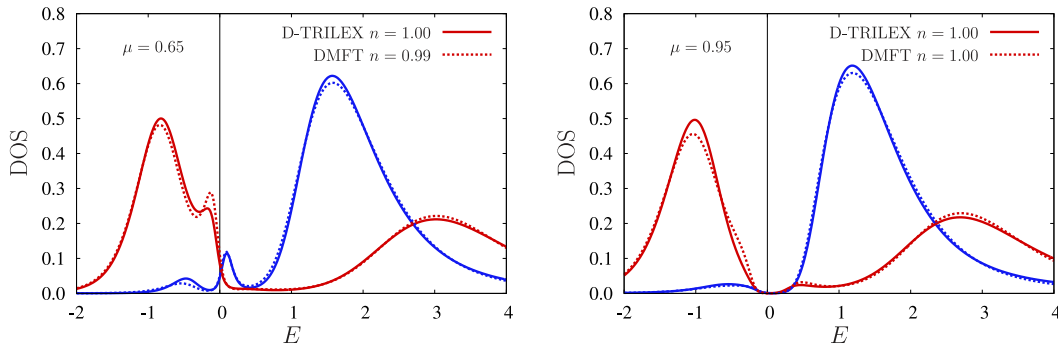 0.8
0.7
0.6
0.5
0.4
0.3
0.2
0.1
0.0
DOS
μ = 0.65
D-TRILEX n = 1.00
DMFT n = 0.99
-2 -1 0 1 2 3 4
E
0.8
0.7
0.6
0.5
0.4
0.3
0.2
0.1
0.0
DOS
μ = 0.95
D-TRILEX n = 1.00
DMFT n = 1.00
-2 -1 0 1 2 3 4
E